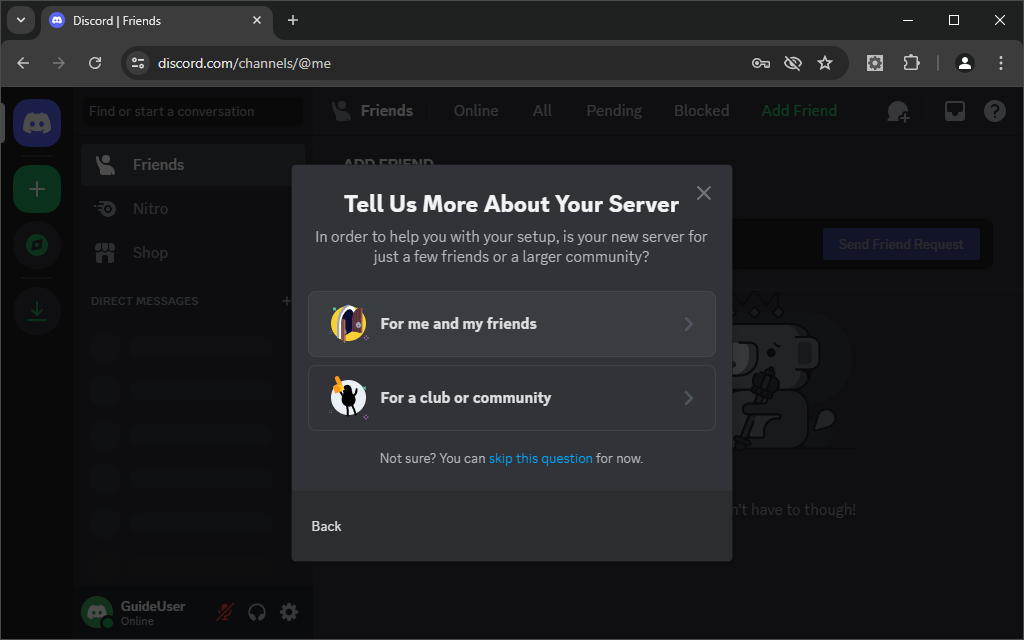 Discord | Friends
discord.com/channels/@me
Find or start a conversation
Friends
Online
All
Pending
Blocked
Add Friend
Friends
Nitro
Shop
DIRECT MESSAGES
ADD FRIEND
Send Friend Request
Tell Us More About Your Server
In order to help you with your setup, is your new server for
just a few friends or a larger community?
For me and my friends
For a club or community
Not sure? You can skip this question for now.
Back
have to though!
GuideUser
Online